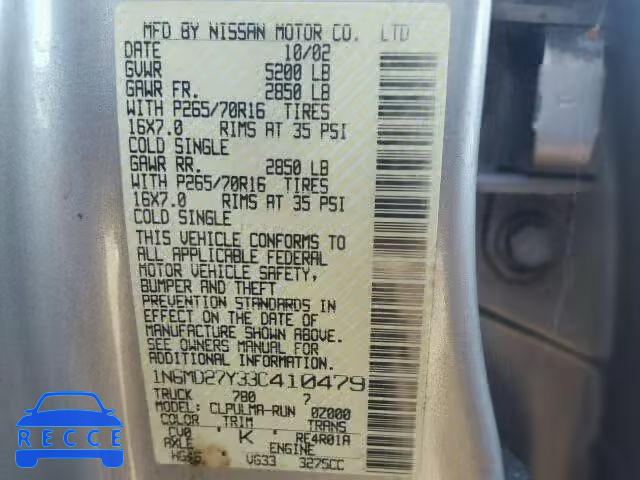 MFD BY NISSAN MOTOR CO. LTD
DATE 10/02
GVWR 5200 LB
GAWR FR. 2850 LB
WITH P265/70R16 TIRES
16X7.0 RIMS AT 35 PSI
COLD SINGLE
GAWR RR. 2850 LB
WITH P265/70R16 TIRES
16X7.0 RIMS AT 35 PSI
COLD SINGLE
THIS VEHICLE CONFORMS TO
ALL APPLICABLE FEDERAL
MOTOR VEHICLE SAFETY,
BUMPER AND THEFT
PREVENTION STANDARDS IN
EFFECT ON THE DATE OF
MANUFACTURE SHOWN ABOVE.
SEE OWNERS MANUAL FOR
ADDITIONAL INFORMATION.
1N6MD27Y33C410479
TRUCK 780 7
MODEL: CLPULMA-RUN 0Z000
COLOR TRIM TRANS
CV0 K RE4R01A
AXLE ENGINE
VG33 3275CC